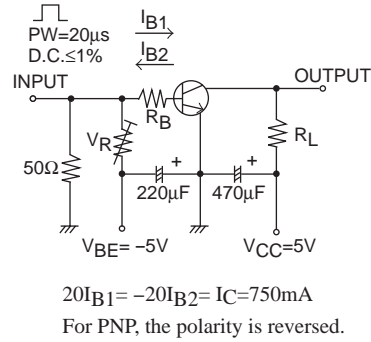 PW=20μs
D.C.≤1%
IB1
IB2
INPUT
OUTPUT
RB
VR
RL
50Ω
220μF
470μF
+
+
VBE= −5V
VCC=5V
20IB1= −20IB2= IC=750mA
For PNP, the polarity is reversed.